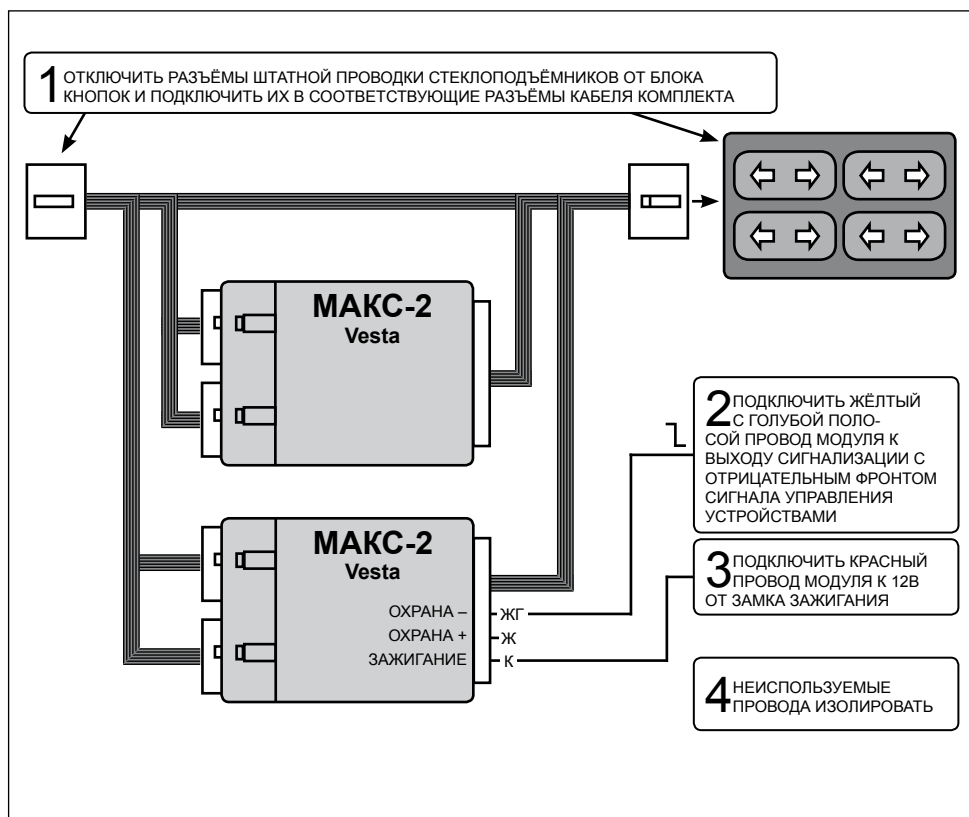 1 ОТКЛЮЧИТЬ РАЗЪЁМЫ ШТАТНОЙ ПРОВОДКИ СТЕКЛОПОДЪЁМНИКОВ ОТ БЛОКА
КНОПОК И ПОДКЛЮЧИТЬ ИХ В СООТВЕТСТВУЮЩИЕ РАЗЪЁМЫ КАБЕЛЯ КОМПЛЕКТА
МАКС-2
Vesta
2 ПОДКЛЮЧИТЬ ЖЁЛТЫЙ
С ГОЛУБОЙ ПОЛО-
СОЙ ПРОВОД МОДУЛЯ К
ВЫХОДУ СИГНАЛИЗАЦИИ С
ОТРИЦАТЕЛЬНЫМ ФРОНТОМ
СИГНАЛА УПРАВЛЕНИЯ
УСТРОЙСТВАМИ
МАКС-2
Vesta
ОХРАНА – ЖГ
ОХРАНА + Ж
ЗАЖИГАНИЕ К
3 ПОДКЛЮЧИТЬ КРАСНЫЙ
ПРОВОД МОДУЛЯ К 12В
ОТ ЗАМКА ЗАЖИГАНИЯ
4 НЕИСПОЛЬЗУЕМЫЕ
ПРОВОДА ИЗОЛИРОВАТЬ